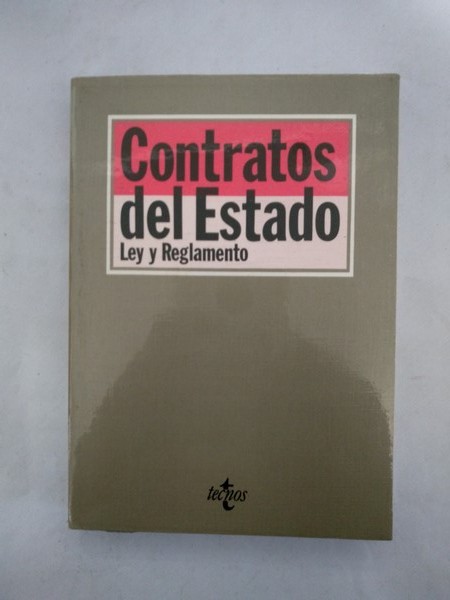 Contratos
del Estado
Ley y Reglamento
tecnos